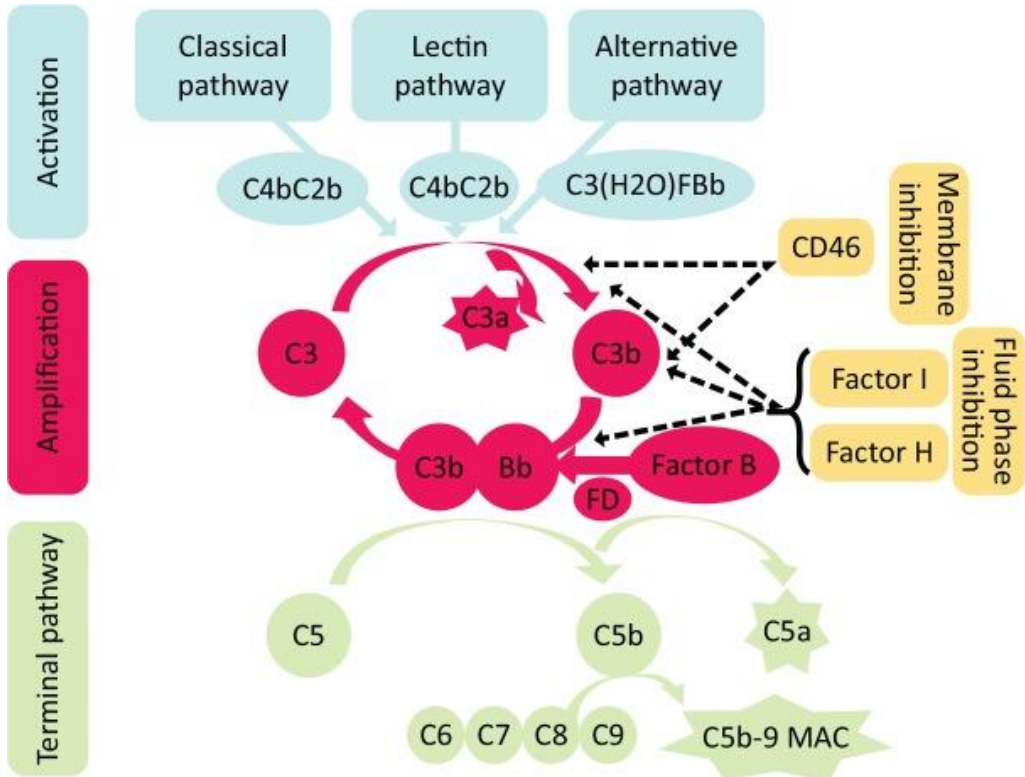 Activation
Classical
pathway
Lectin
pathway
Alternative
pathway
C4bC2b
C4bC2b
C3(H2O)FBb
Membrane
inhibition
CD46
Amplification
C3
C3a
C3b
Fluid phase
inhibition
Factor I
Factor H
C3b
Bb
Factor B
FD
Terminal pathway
C5
C5b
C5a
C6
C7
C8
C9
C5b-9 MAC